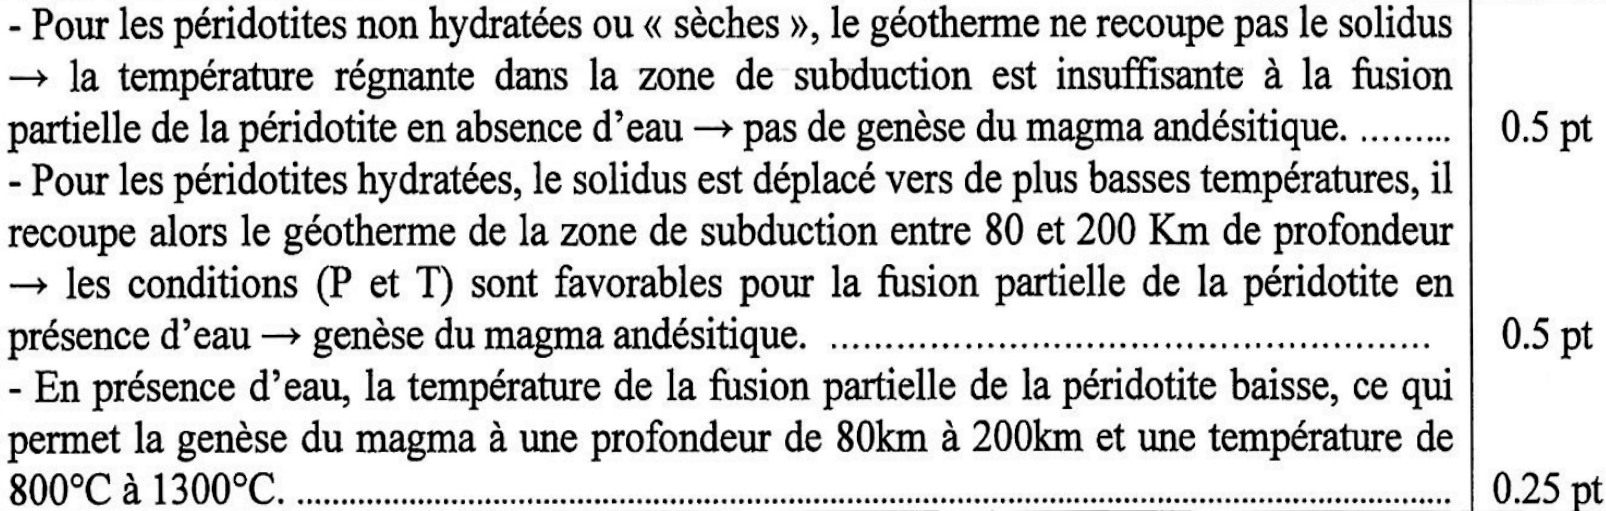 - Pour les péridotites non hydratées ou « sèches », le géotherme ne recoupe pas le solidus
→ la température régnante dans la zone de subduction est insuffisante à la fusion
partielle de la péridotite en absence d'eau → pas de genèse du magma andésitique. ......... 0.5 pt
- Pour les péridotites hydratées, le solidus est déplacé vers de plus basses températures, il
recoupe alors le géotherme de la zone de subduction entre 80 et 200 Km de profondeur
→ les conditions (P et T) sont favorables pour la fusion partielle de la péridotite en
présence d'eau → genèse du magma andésitique. ....................................................... 0.5 pt
- En présence d'eau, la température de la fusion partielle de la péridotite baisse, ce qui
permet la genèse du magma à une profondeur de 80km à 200km et une température de
800°C à 1300°C. ......................................................................................................... 0.25 pt